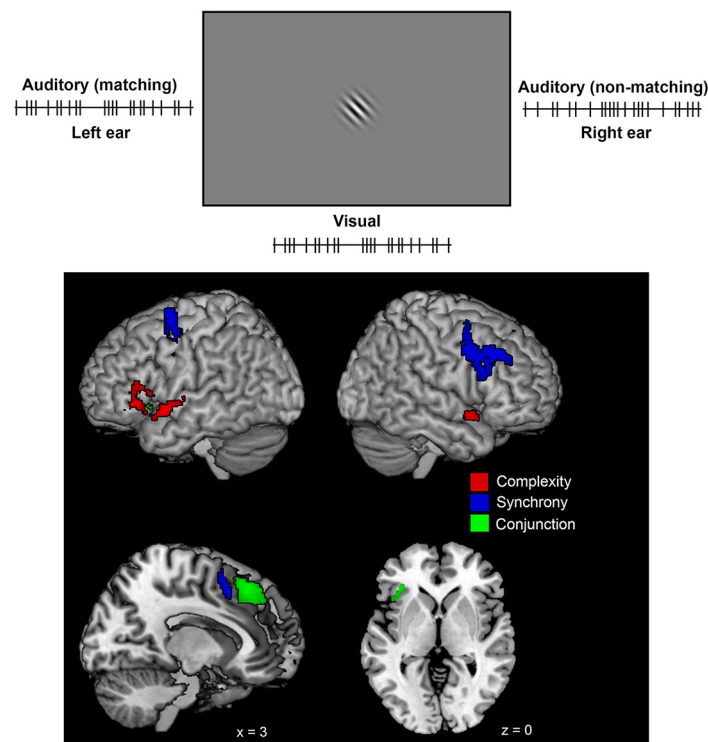 Auditory (matching)
Left ear
Auditory (non-matching)
Right ear
Visual
Complexity
Synchrony
Conjunction
x = 3
z = 0